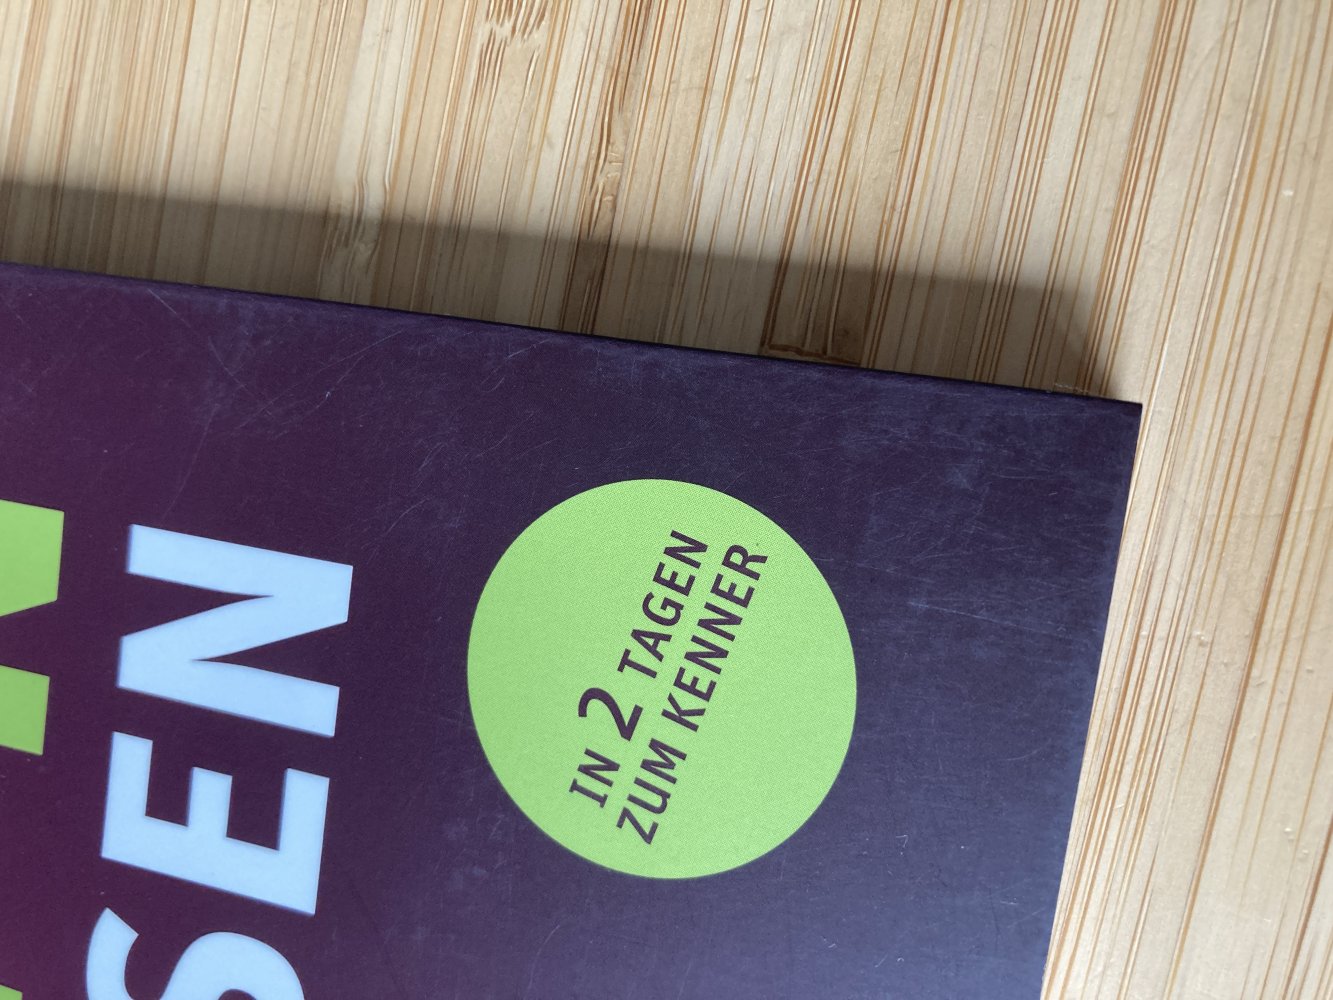 N
SEN
IN 2 TAGEN
ZUM KENNER